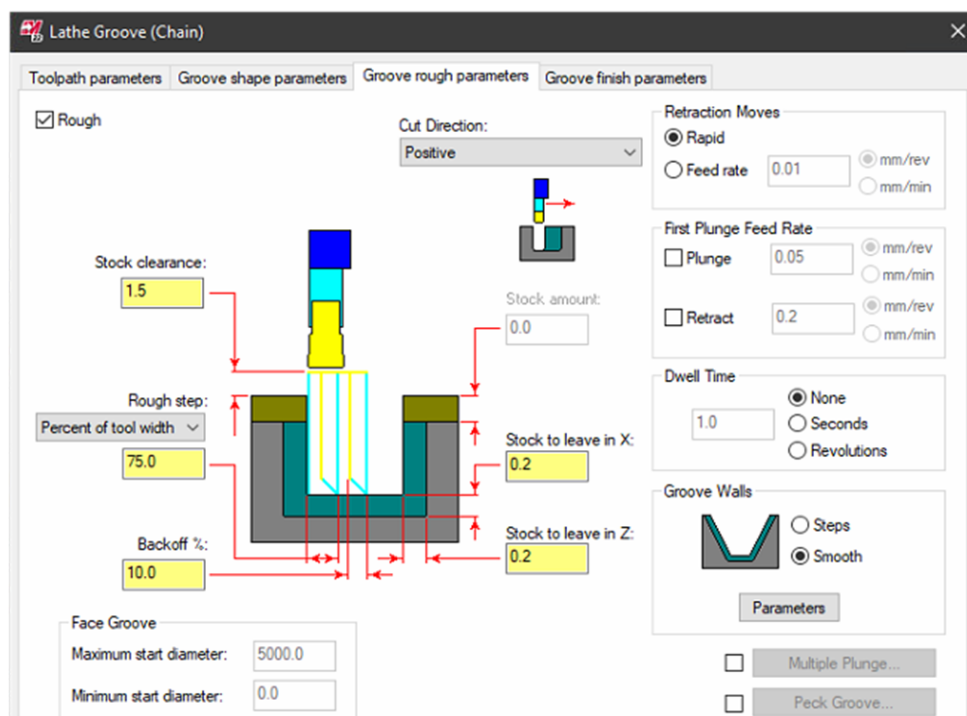 Lathe Groove (Chain)
Toolpath parameters Groove shape parameters Groove rough parameters Groove finish parameters
Rough
Cut Direction:
Positive
Stock clearance:
1.5
Stock amount:
0.0
Rough step:
Percent of tool width
75.0
Stock to leave in X:
0.2
Backoff %:
10.0
Stock to leave in Z:
0.2
Face Groove
Maximum start diameter: 5000.0
Minimum start diameter: 0.0
Retraction Moves
Rapid
Feed rate 0.01 mm/rev
mm/min
First Plunge Feed Rate
Plunge 0.05 mm/rev
mm/min
Retract 0.2 mm/rev
mm/min
Dwell Time
1.0
None
Seconds
Revolutions
Groove Walls
Steps
Smooth
Parameters
Multiple Plunge...
Peck Groove...